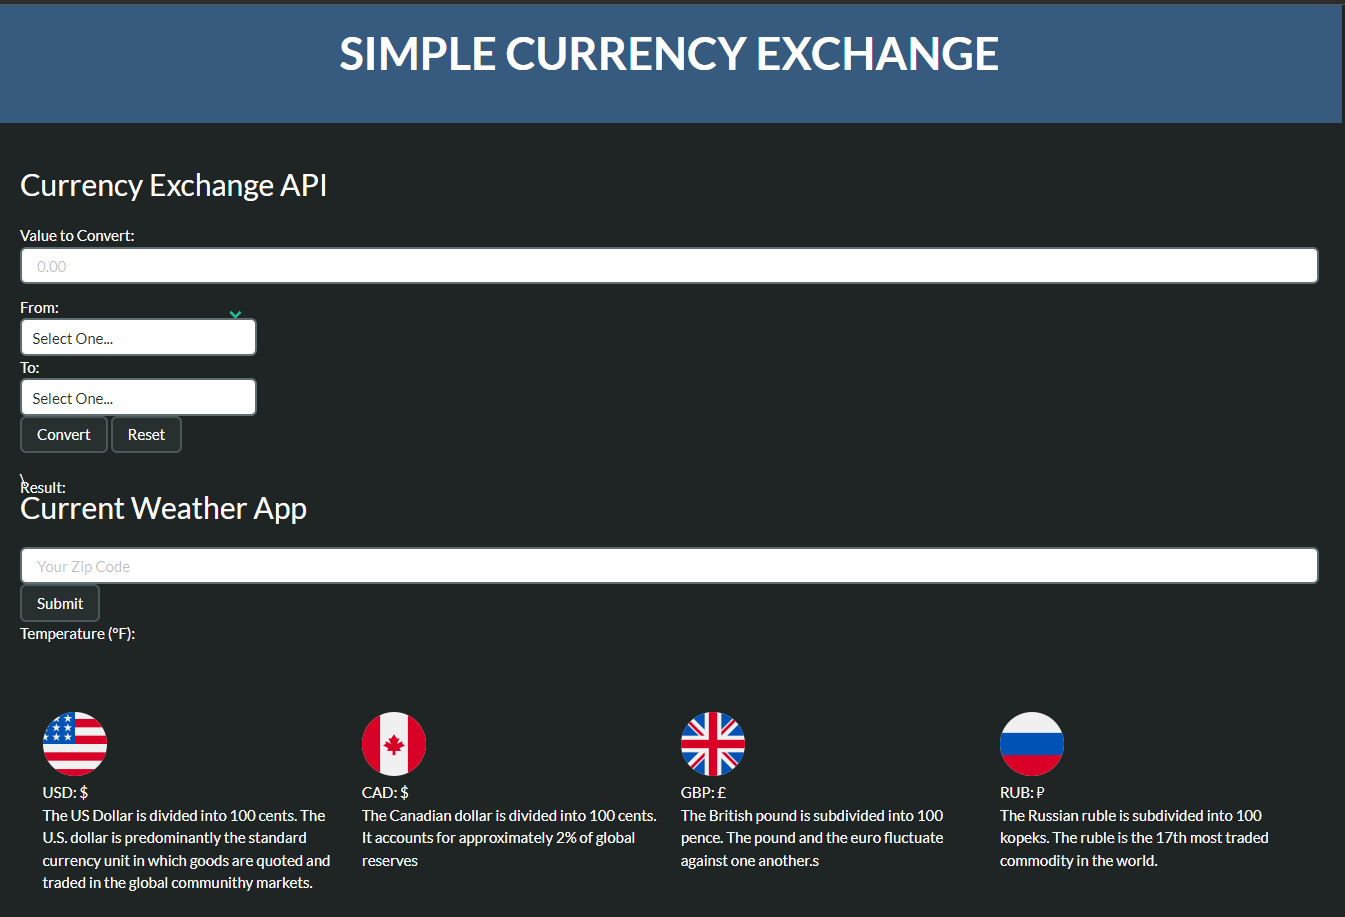 SIMPLE CURRENCY EXCHANGE
Currency Exchange API
Value to Convert:
0.00
From:
Select One...
To:
Select One...
Convert Reset
\
Result:
Current Weather App
Your Zip Code
Submit
Temperature (°F):
USD: $
The US Dollar is divided into 100 cents. The
U.S. dollar is predominantly the standard
currency unit in which goods are quoted and
traded in the global communithy markets.
CAD: $
The Canadian dollar is divided into 100 cents.
It accounts for approximately 2% of global
reserves
GBP: £
The British pound is subdivided into 100
pence. The pound and the euro fluctuate
against one another.s
RUB: ₽
The Russian ruble is subdivided into 100
kopeks. The ruble is the 17th most traded
commodity in the world.